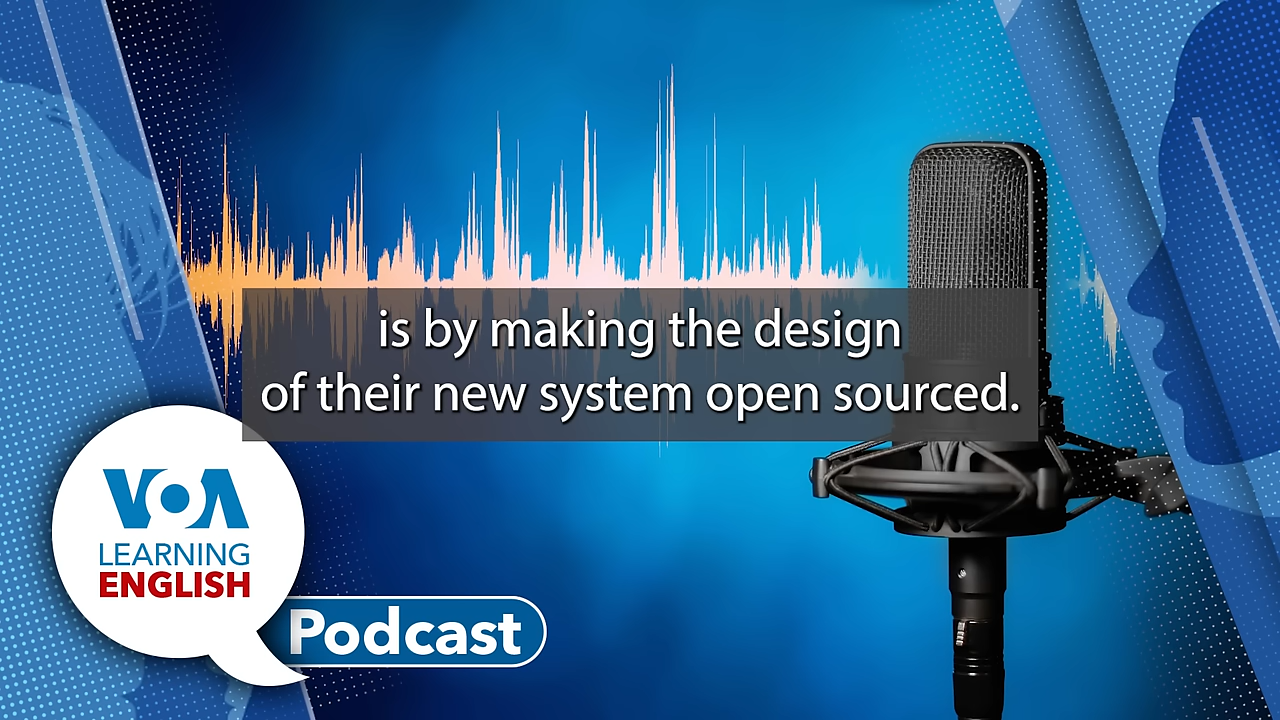 is by making the design
of their new system open sourced.
VOA
LEARNING
ENGLISH
Podcast